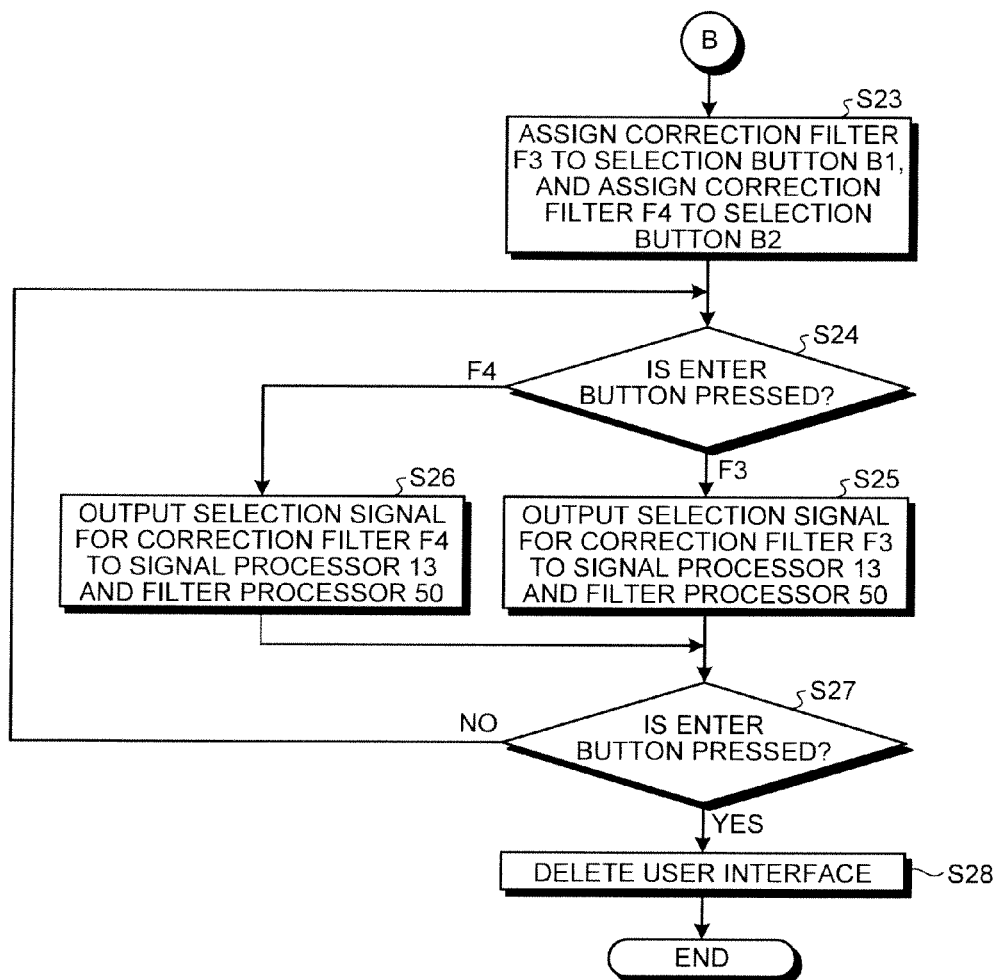 B
S23
ASSIGN CORRECTION FILTER
F3 TO SELECTION BUTTON B1,
AND ASSIGN CORRECTION
FILTER F4 TO SELECTION
BUTTON B2
S24
IS ENTER
BUTTON PRESSED?
F4
F3
S26
OUTPUT SELECTION SIGNAL
FOR CORRECTION FILTER F4
TO SIGNAL PROCESSOR 13
AND FILTER PROCESSOR 50
S25
OUTPUT SELECTION SIGNAL
FOR CORRECTION FILTER F3
TO SIGNAL PROCESSOR 13
AND FILTER PROCESSOR 50
S27
IS ENTER
BUTTON PRESSED?
NO
YES
DELETE USER INTERFACE
S28
END